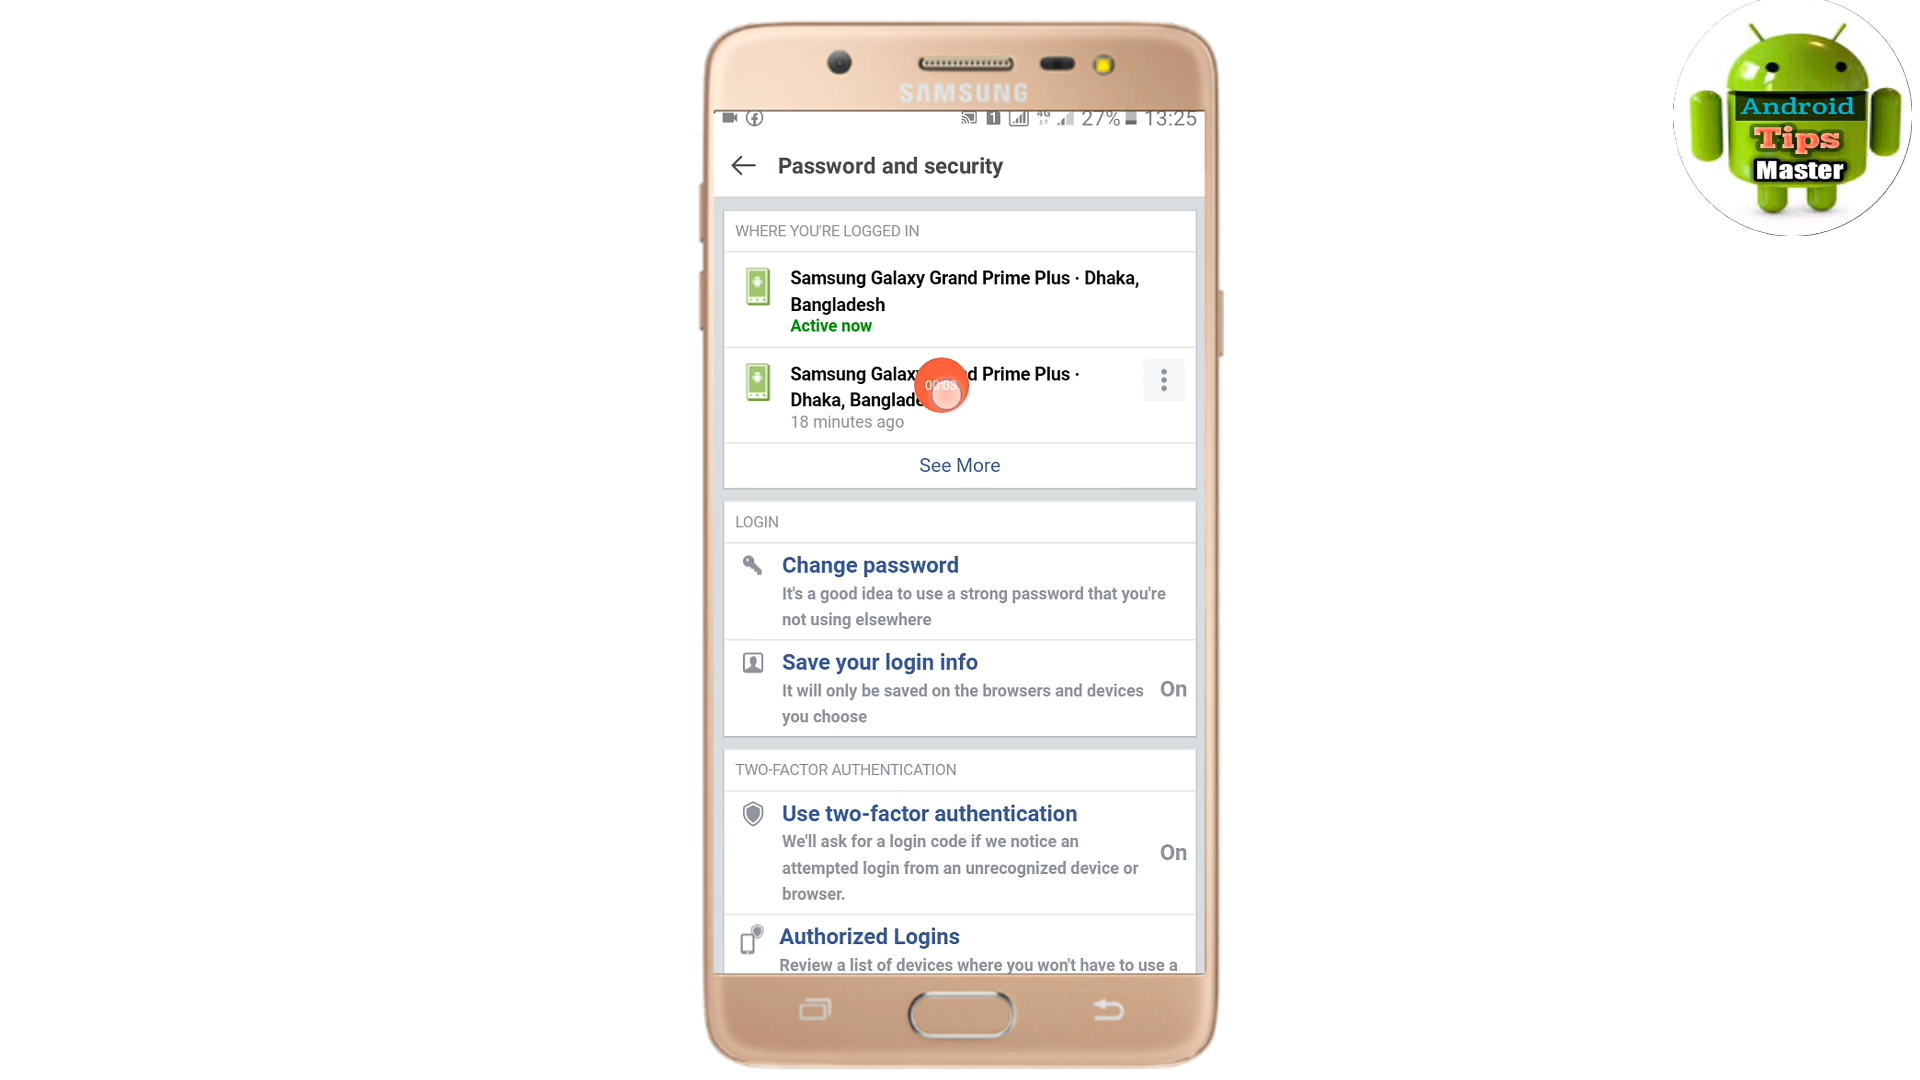 SAMSUNG
1 4G 27% 13:25
Password and security
WHERE YOU'RE LOGGED IN
Samsung Galaxy Grand Prime Plus · Dhaka,
Bangladesh
Active now
Samsung Galaxy d Prime Plus ·
Dhaka, Banglade
00:03
18 minutes ago
See More
LOGIN
Change password
It's a good idea to use a strong password that you're
not using elsewhere
Save your login info
It will only be saved on the browsers and devices
you choose
On
TWO-FACTOR AUTHENTICATION
Use two-factor authentication
We'll ask for a login code if we notice an
attempted login from an unrecognized device or
browser.
On
Authorized Logins
Review a list of devices where you won't have to use a
Android
Tips
Master